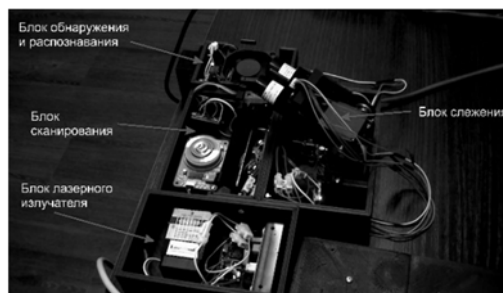 Блок обнаружения
и распознавания
Блок слежения
Блок
сканирования
Блок лазерного
излучателя